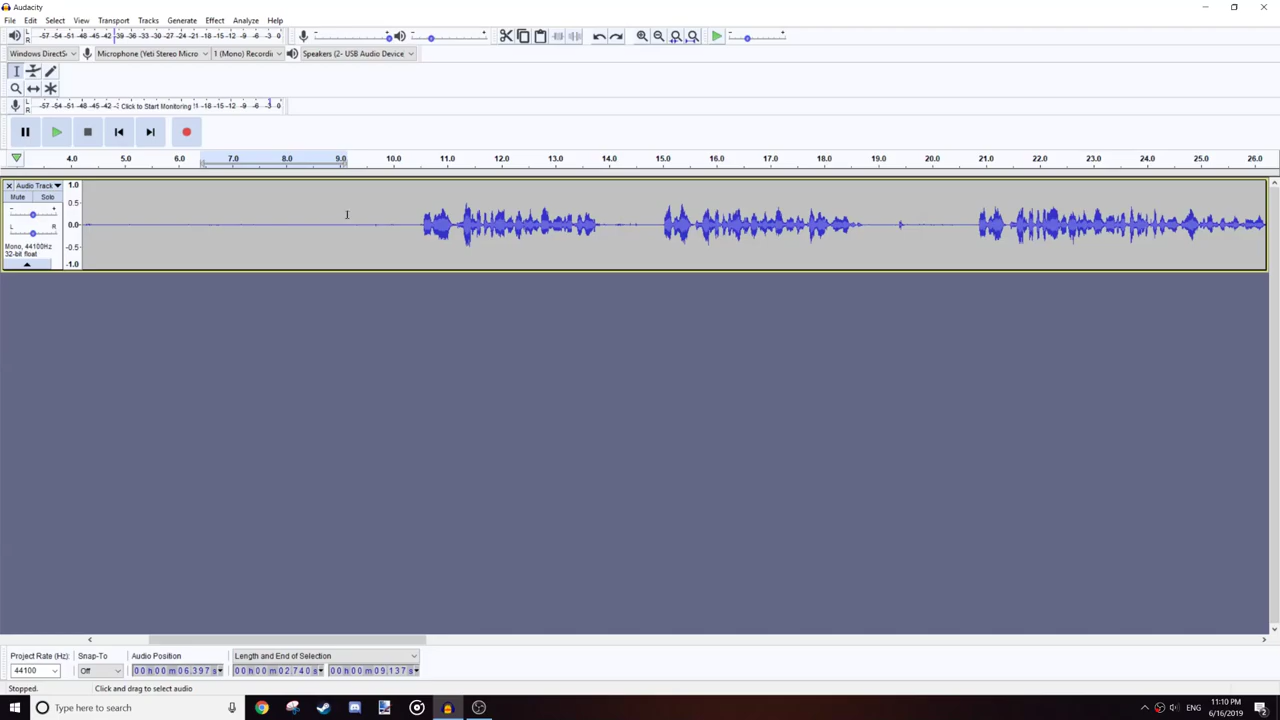 Audacity
File Edit Select View Transport Tracks Generate Effect Analyze Help
L R -57 -54 -51 -48 -45 -42 -39 -36 -33 -30 -27 -24 -21 -18 -15 -12 -9 -6 -3 0
Windows DirectS Microphone (Yeti Stereo Micro 1 (Mono) Recordi Speakers (2- USB Audio Device
L R -57 -54 -51 -48 -45 -42 -3 Click to Start Monitoring -18 -15 -12 -9 -6 -3 0
4.0 5.0 6.0 7.0 8.0 9.0 10.0 11.0 12.0 13.0 14.0 15.0 16.0 17.0 18.0 19.0 20.0 21.0 22.0 23.0 24.0 25.0 26.0
Audio Track 1.0
Mute Solo
- + 0.5
L R 0.0
Mono, 44100Hz -0.5
32-bit float
-1.0
Project Rate (Hz): Snap-To Audio Position Length and End of Selection
44100 Off 00 h 00 m 06.397 s 00 h 00 m 02.740 s 00 h 00 m 09.137 s
Stopped. Click and drag to select audio
Type here to search ENG 11:10 PM
6/16/2019 2